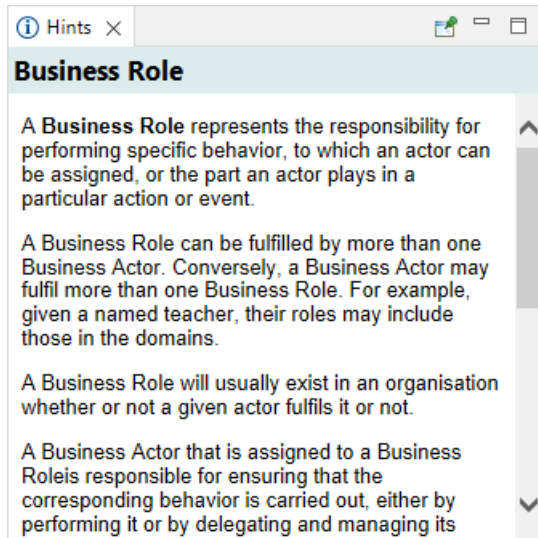 Hints
Business Role
A Business Role represents the responsibility for
performing specific behavior, to which an actor can
be assigned, or the part an actor plays in a
particular action or event.
A Business Role can be fulfilled by more than one
Business Actor. Conversely, a Business Actor may
fulfil more than one Business Role. For example,
given a named teacher, their roles may include
those in the domains.
A Business Role will usually exist in an organisation
whether or not a given actor fulfils it or not.
A Business Actor that is assigned to a Business
Roleis responsible for ensuring that the
corresponding behavior is carried out, either by
performing it or by delegating and managing its